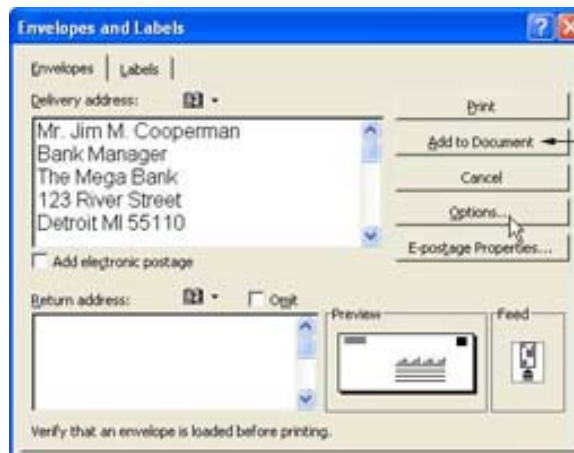 Envelopes and Labels
Envelopes
Labels
Delivery address:
Mr. Jim M. Cooperman
Bank Manager
The Mega Bank
123 River Street
Detroit MI 55110
Print
Add to Document
Cancel
Options...
E-postage Properties...
Add electronic postage
Return address:
Omit
Preview
Feed
Verify that an envelope is loaded before printing.